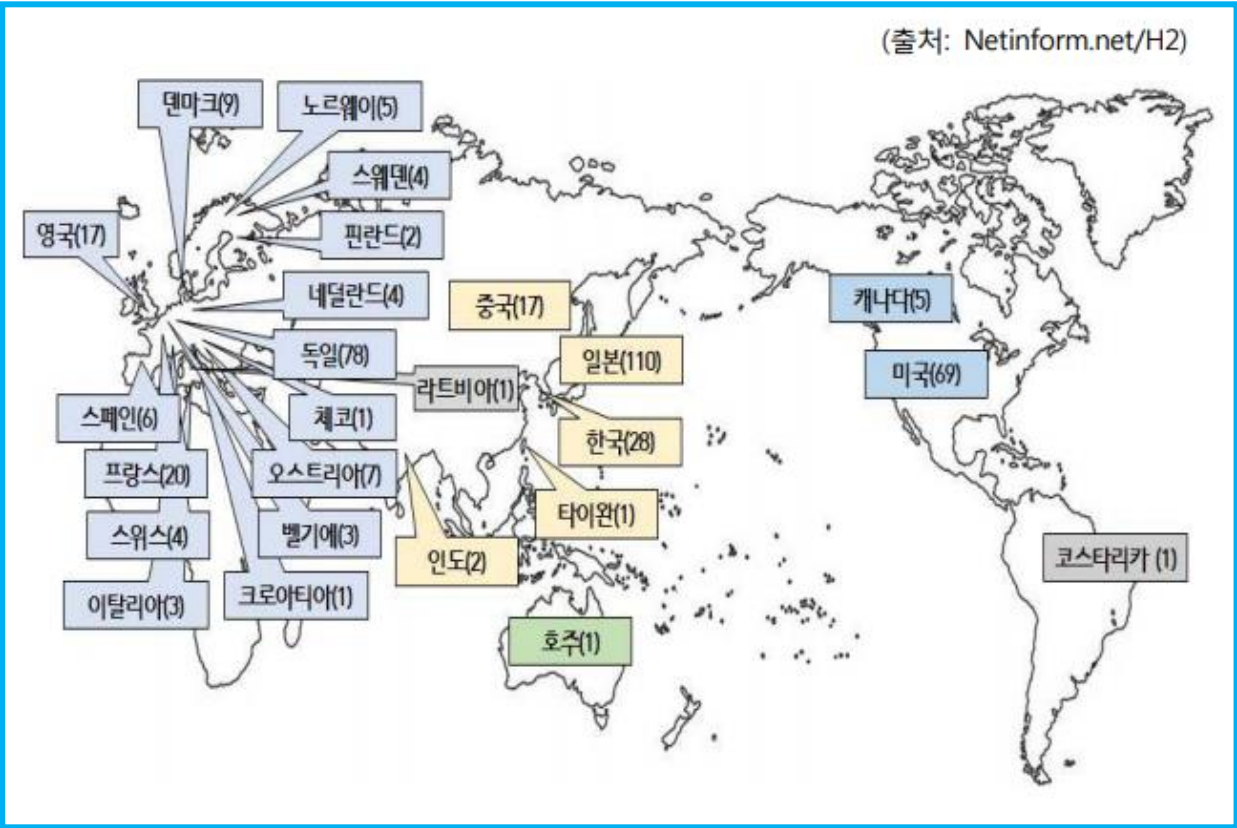 (출처: Netinform.net/H2)
덴마크(9)
노르웨이(5)
스웨덴(4)
영국(17)
핀란드(2)
네덜란드(4)
중국(17)
캐나다(5)
독일(78)
일본(110)
미국(69)
라트비아(1)
스페인(6)
체코(1)
한국(28)
프랑스(20)
오스트리아(7)
타이완(1)
스위스(4)
벨기에(3)
인도(2)
코스타리카 (1)
이탈리아(3)
크로아티아(1)
호주(1)